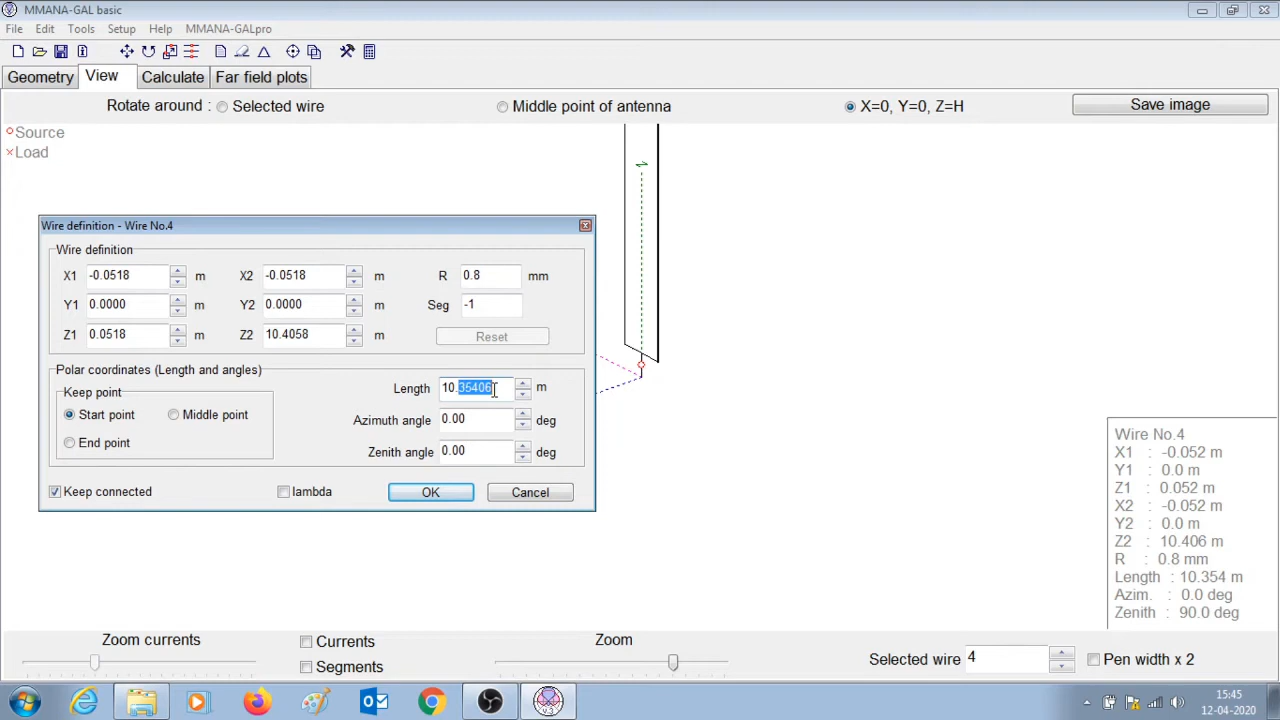 MMANA-GAL basic
File Edit Tools Setup Help MMANA-GALpro
Geometry View Calculate Far field plots
Rotate around : Selected wire Middle point of antenna X=0, Y=0, Z=H Save image
Source
Load
Wire definition - Wire No.4
Wire definition
X1 -0.0518 m X2 -0.0518 m R 0.8 mm
Y1 0.0000 m Y2 0.0000 m Seg -1
Z1 0.0518 m Z2 10.4058 m Reset
Polar coordinates (Length and angles)
Keep point
Length 10.35406 m
Start point Middle point
Azimuth angle 0.00 deg
End point
Zenith angle 0.00 deg
Keep connected lambda OK Cancel
Wire No.4
X1 : -0.052 m
Y1 : 0.0 m
Z1 : 0.052 m
X2 : -0.052 m
Y2 : 0.0 m
Z2 : 10.406 m
R : 0.8 mm
Length : 10.354 m
Azim. : 0.0 deg
Zenith : 90.0 deg
Zoom currents Currents Zoom
Segments Selected wire 4 Pen width x 2
15:45
12-04-2020